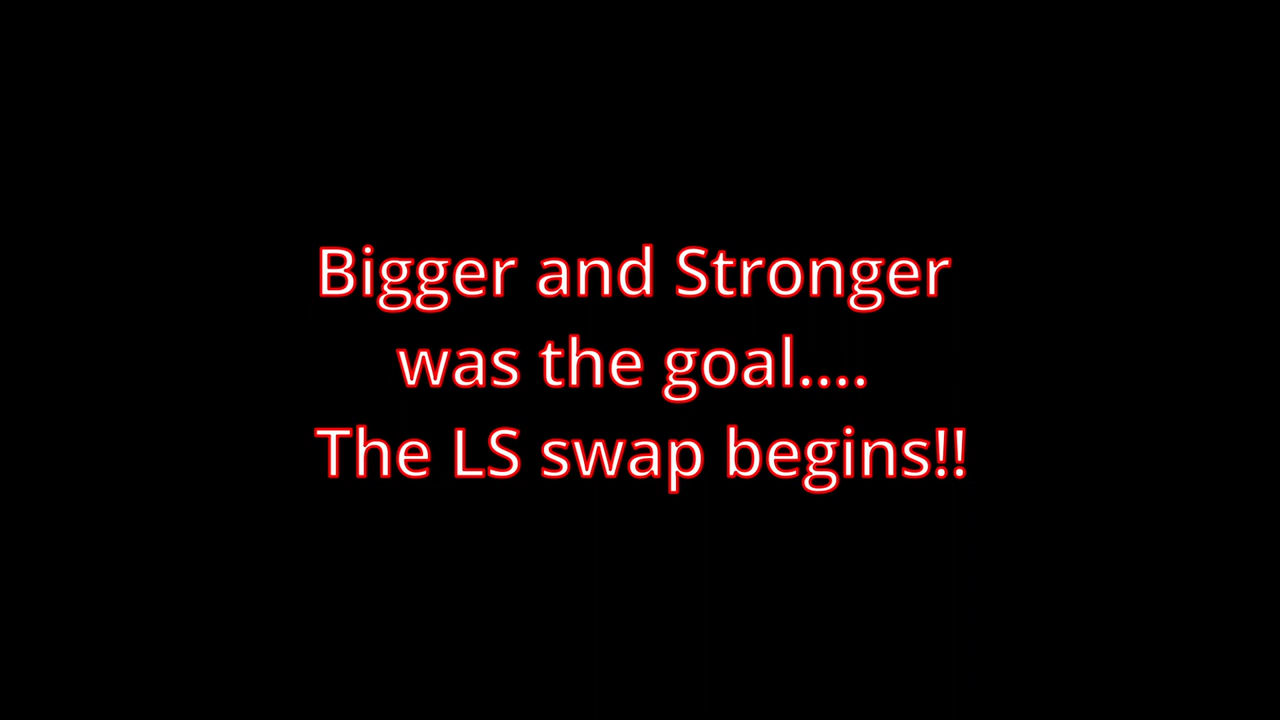 Bigger and Stronger
was the goal....
The LS swap begins!!